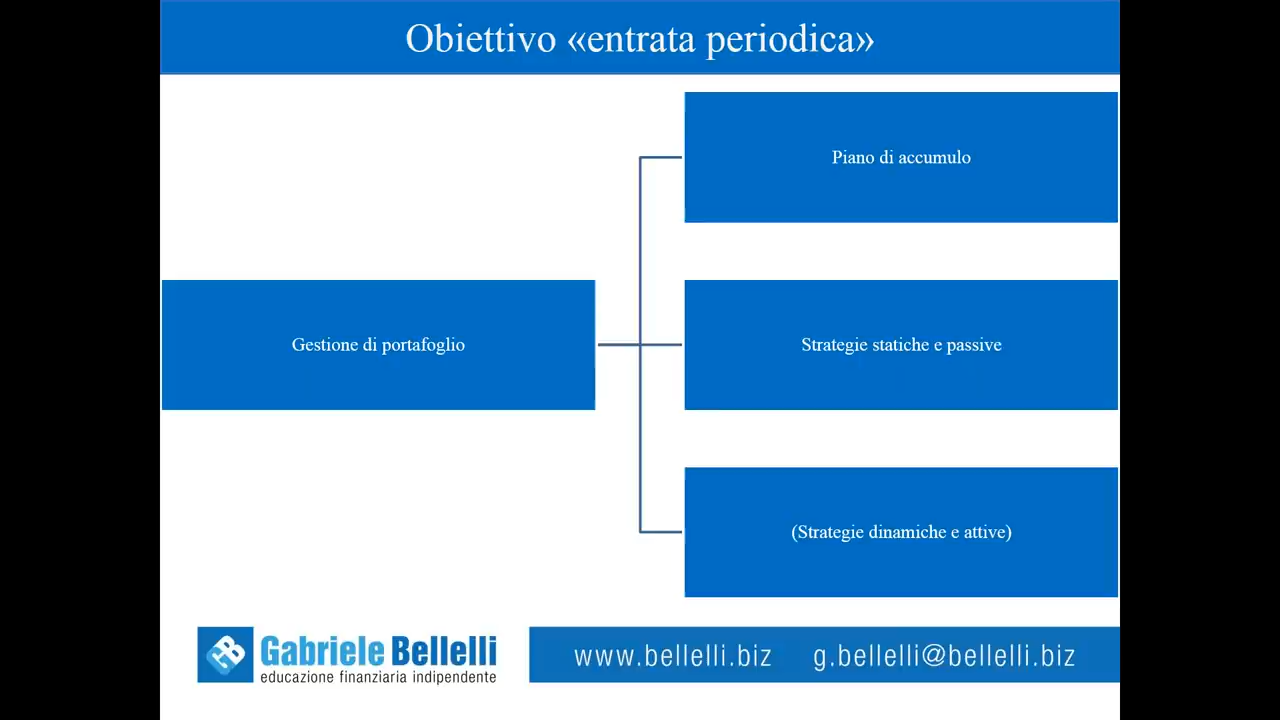 Obiettivo «entrata periodica»
Piano di accumulo
Gestione di portafoglio
Strategie statiche e passive
(Strategie dinamiche e attive)
Gabriele Bellelli
educazione finanziaria indipendente
www.bellelli.biz g.bellelli@bellelli.biz